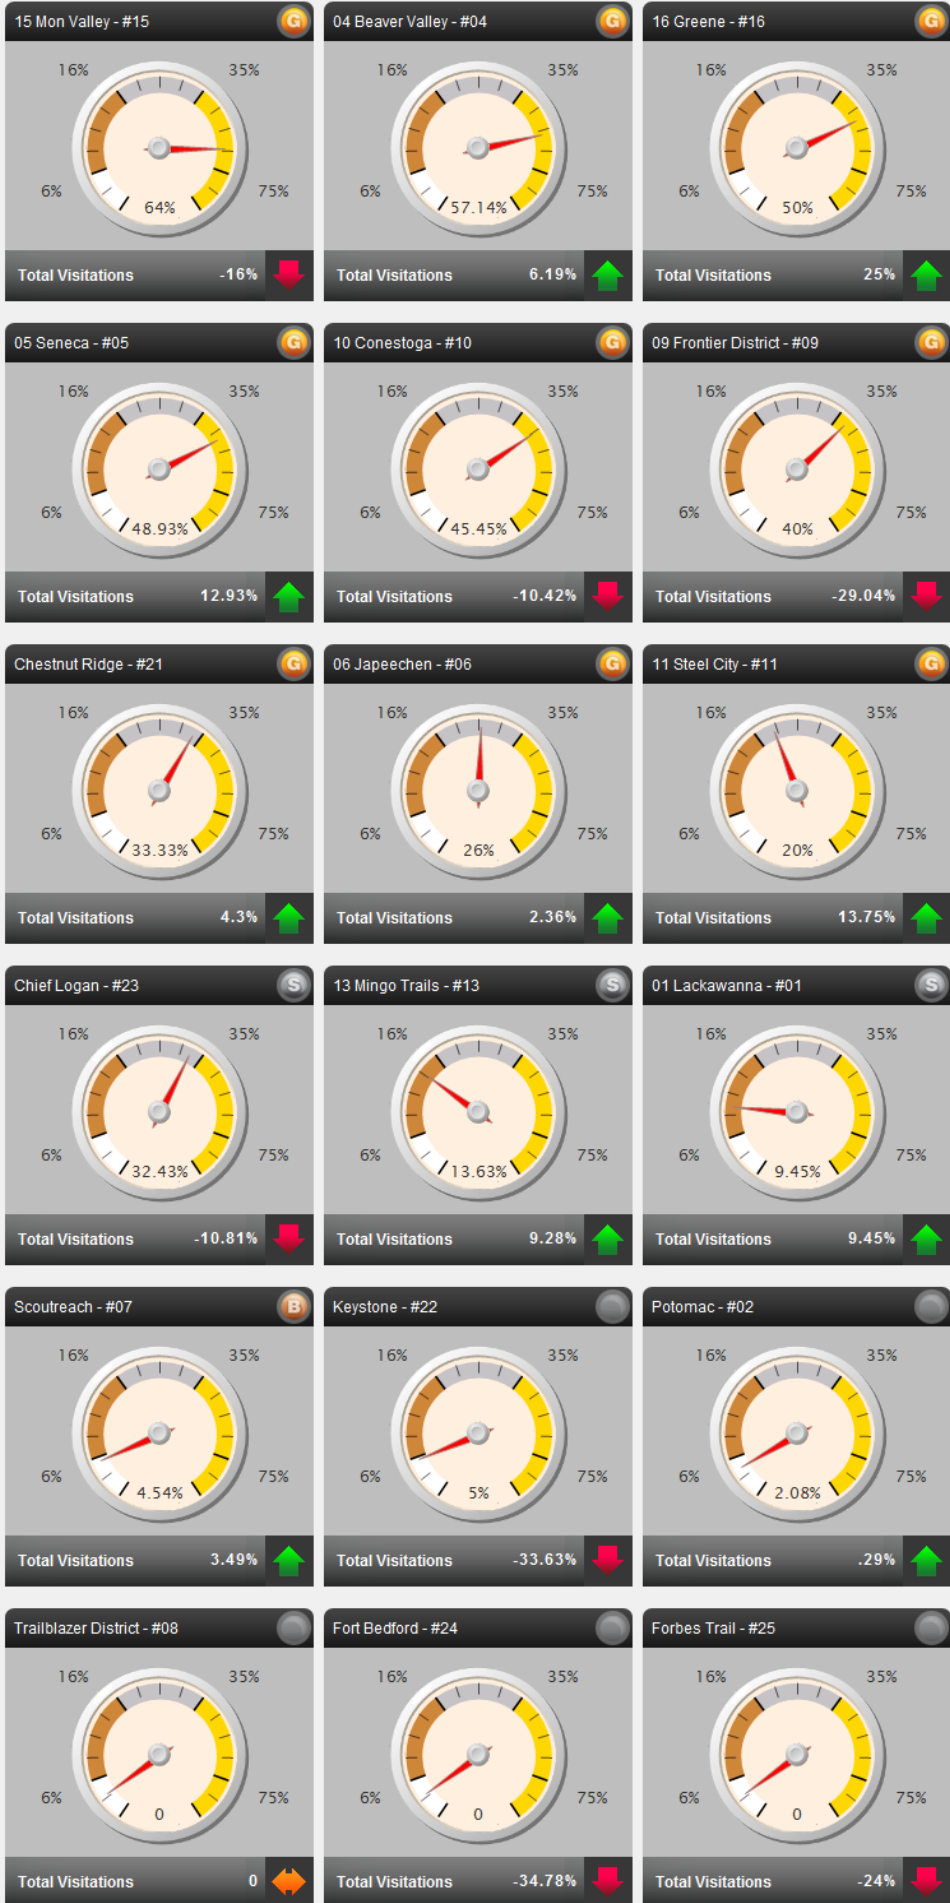 15 Mon Valley - #15 G
16% 35%
6% 75%
64%
Total Visitations -16%
04 Beaver Valley - #04 G
16% 35%
6% 75%
57.14%
Total Visitations 6.19%
16 Greene - #16 G
16% 35%
6% 75%
50%
Total Visitations 25%
05 Seneca - #05 G
16% 35%
6% 75%
48.93%
Total Visitations 12.93%
10 Conestoga - #10 G
16% 35%
6% 75%
45.45%
Total Visitations -10.42%
09 Frontier District - #09 G
16% 35%
6% 75%
40%
Total Visitations -29.04%
Chestnut Ridge - #21 G
16% 35%
6% 75%
33.33%
Total Visitations 4.3%
06 Japeechen - #06 G
16% 35%
6% 75%
26%
Total Visitations 2.36%
11 Steel City - #11 G
16% 35%
6% 75%
20%
Total Visitations 13.75%
Chief Logan - #23 S
16% 35%
6% 75%
32.43%
Total Visitations -10.81%
13 Mingo Trails - #13 S
16% 35%
6% 75%
13.63%
Total Visitations 9.28%
01 Lackawanna - #01 S
16% 35%
6% 75%
9.45%
Total Visitations 9.45%
Scoutreach - #07 B
16% 35%
6% 75%
4.54%
Total Visitations 3.49%
Keystone - #22
16% 35%
6% 75%
5%
Total Visitations -33.63%
Potomac - #02
16% 35%
6% 75%
2.08%
Total Visitations .29%
Trailblazer District - #08
16% 35%
6% 75%
0
Total Visitations 0
Fort Bedford - #24
16% 35%
6% 75%
0
Total Visitations -34.78%
Forbes Trail - #25
16% 35%
6% 75%
0
Total Visitations -24%